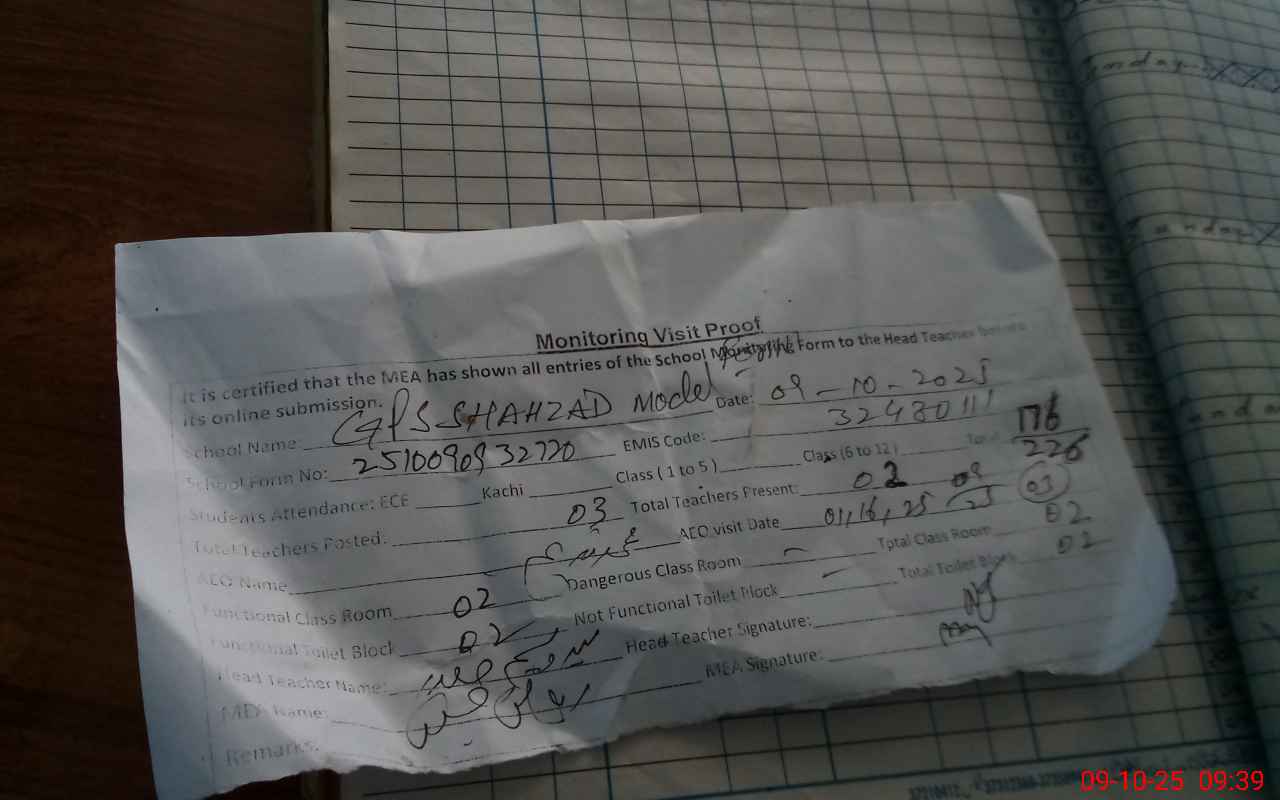 Monitoring Visit Proof
It is certified that the MEA has shown all entries of the School Form to the Head Teacher before
its online submission.
School Name: GPS SHAHZAD Model Date: 09-10-2025
School Form No: 2510090932720 EMIS Code: 32480111
Students Attendance: ECE Kachi Class (1 to 5) Class (6 to 12) Total 176
226
Total Teachers Posted: 03 Total Teachers Present: 02
AEO Name AEO visit Date 01,16,25 09 25 03
Functional Class Room 02 Dangerous Class Room – Total Class Room 02
Functional Toilet Block 02 Not Functional Toilet Block – Total Toilet Block 02
Head Teacher Name: Head Teacher Signature:
MEA Name: MEA Signature:
Remarks:
09-10-25 09:39